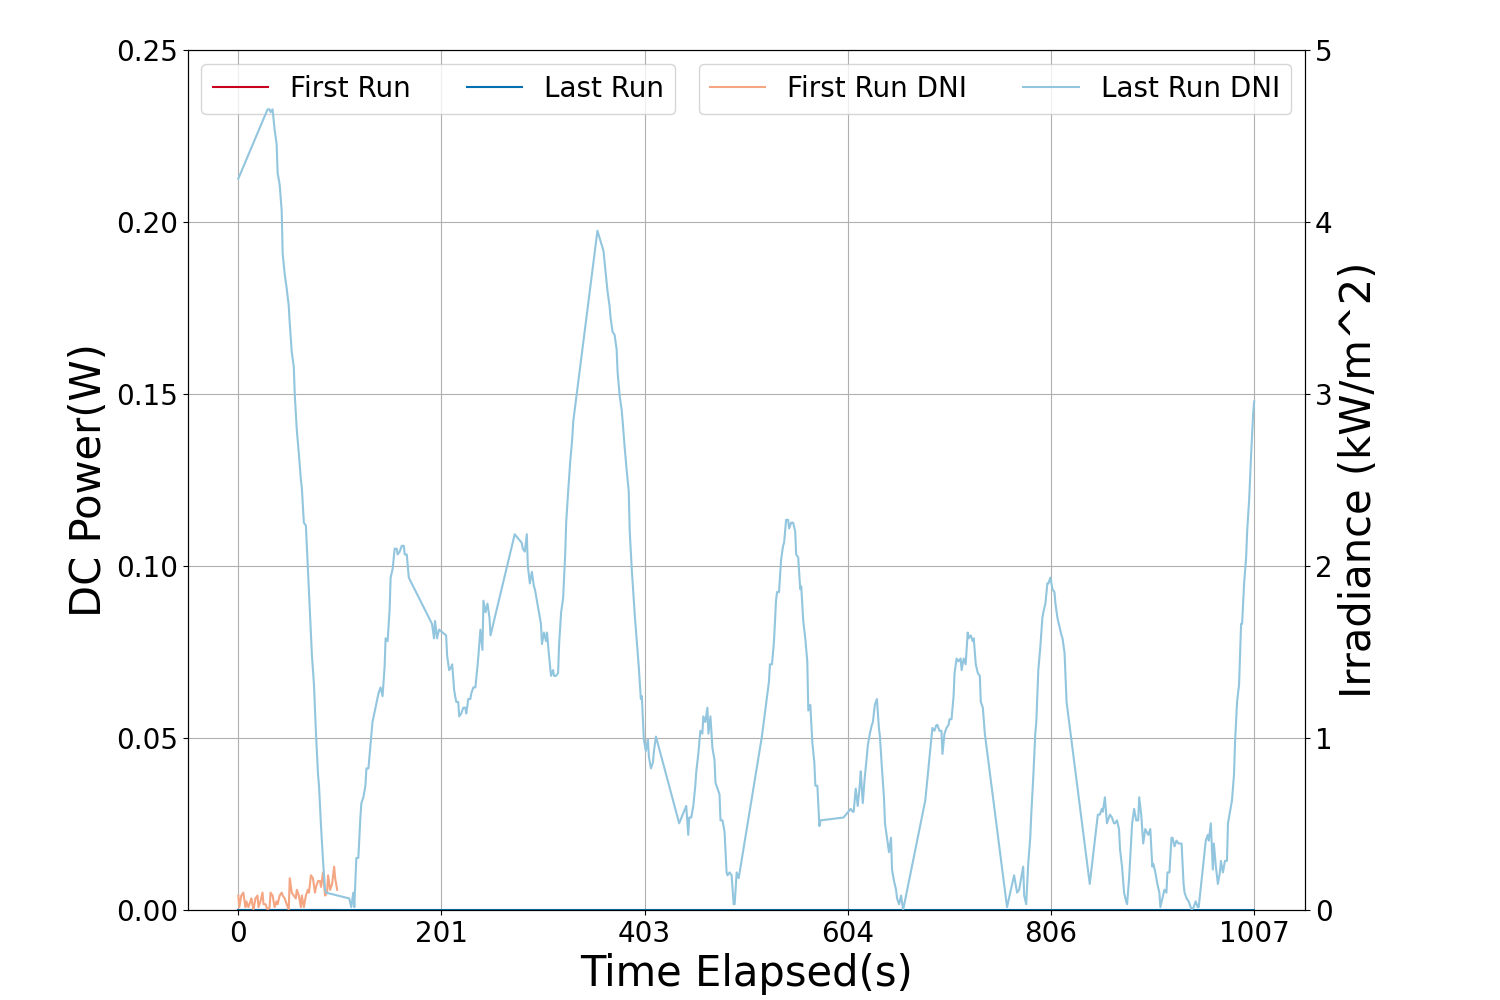 First Run Last Run First Run DNI Last Run DNI
DC Power(W)
0.25
0.20
0.15
0.10
0.05
0.00
5
4
3
2
1
0
Irradiance (kW/m^2)
0 201 403 604 806 1007
Time Elapsed(s)